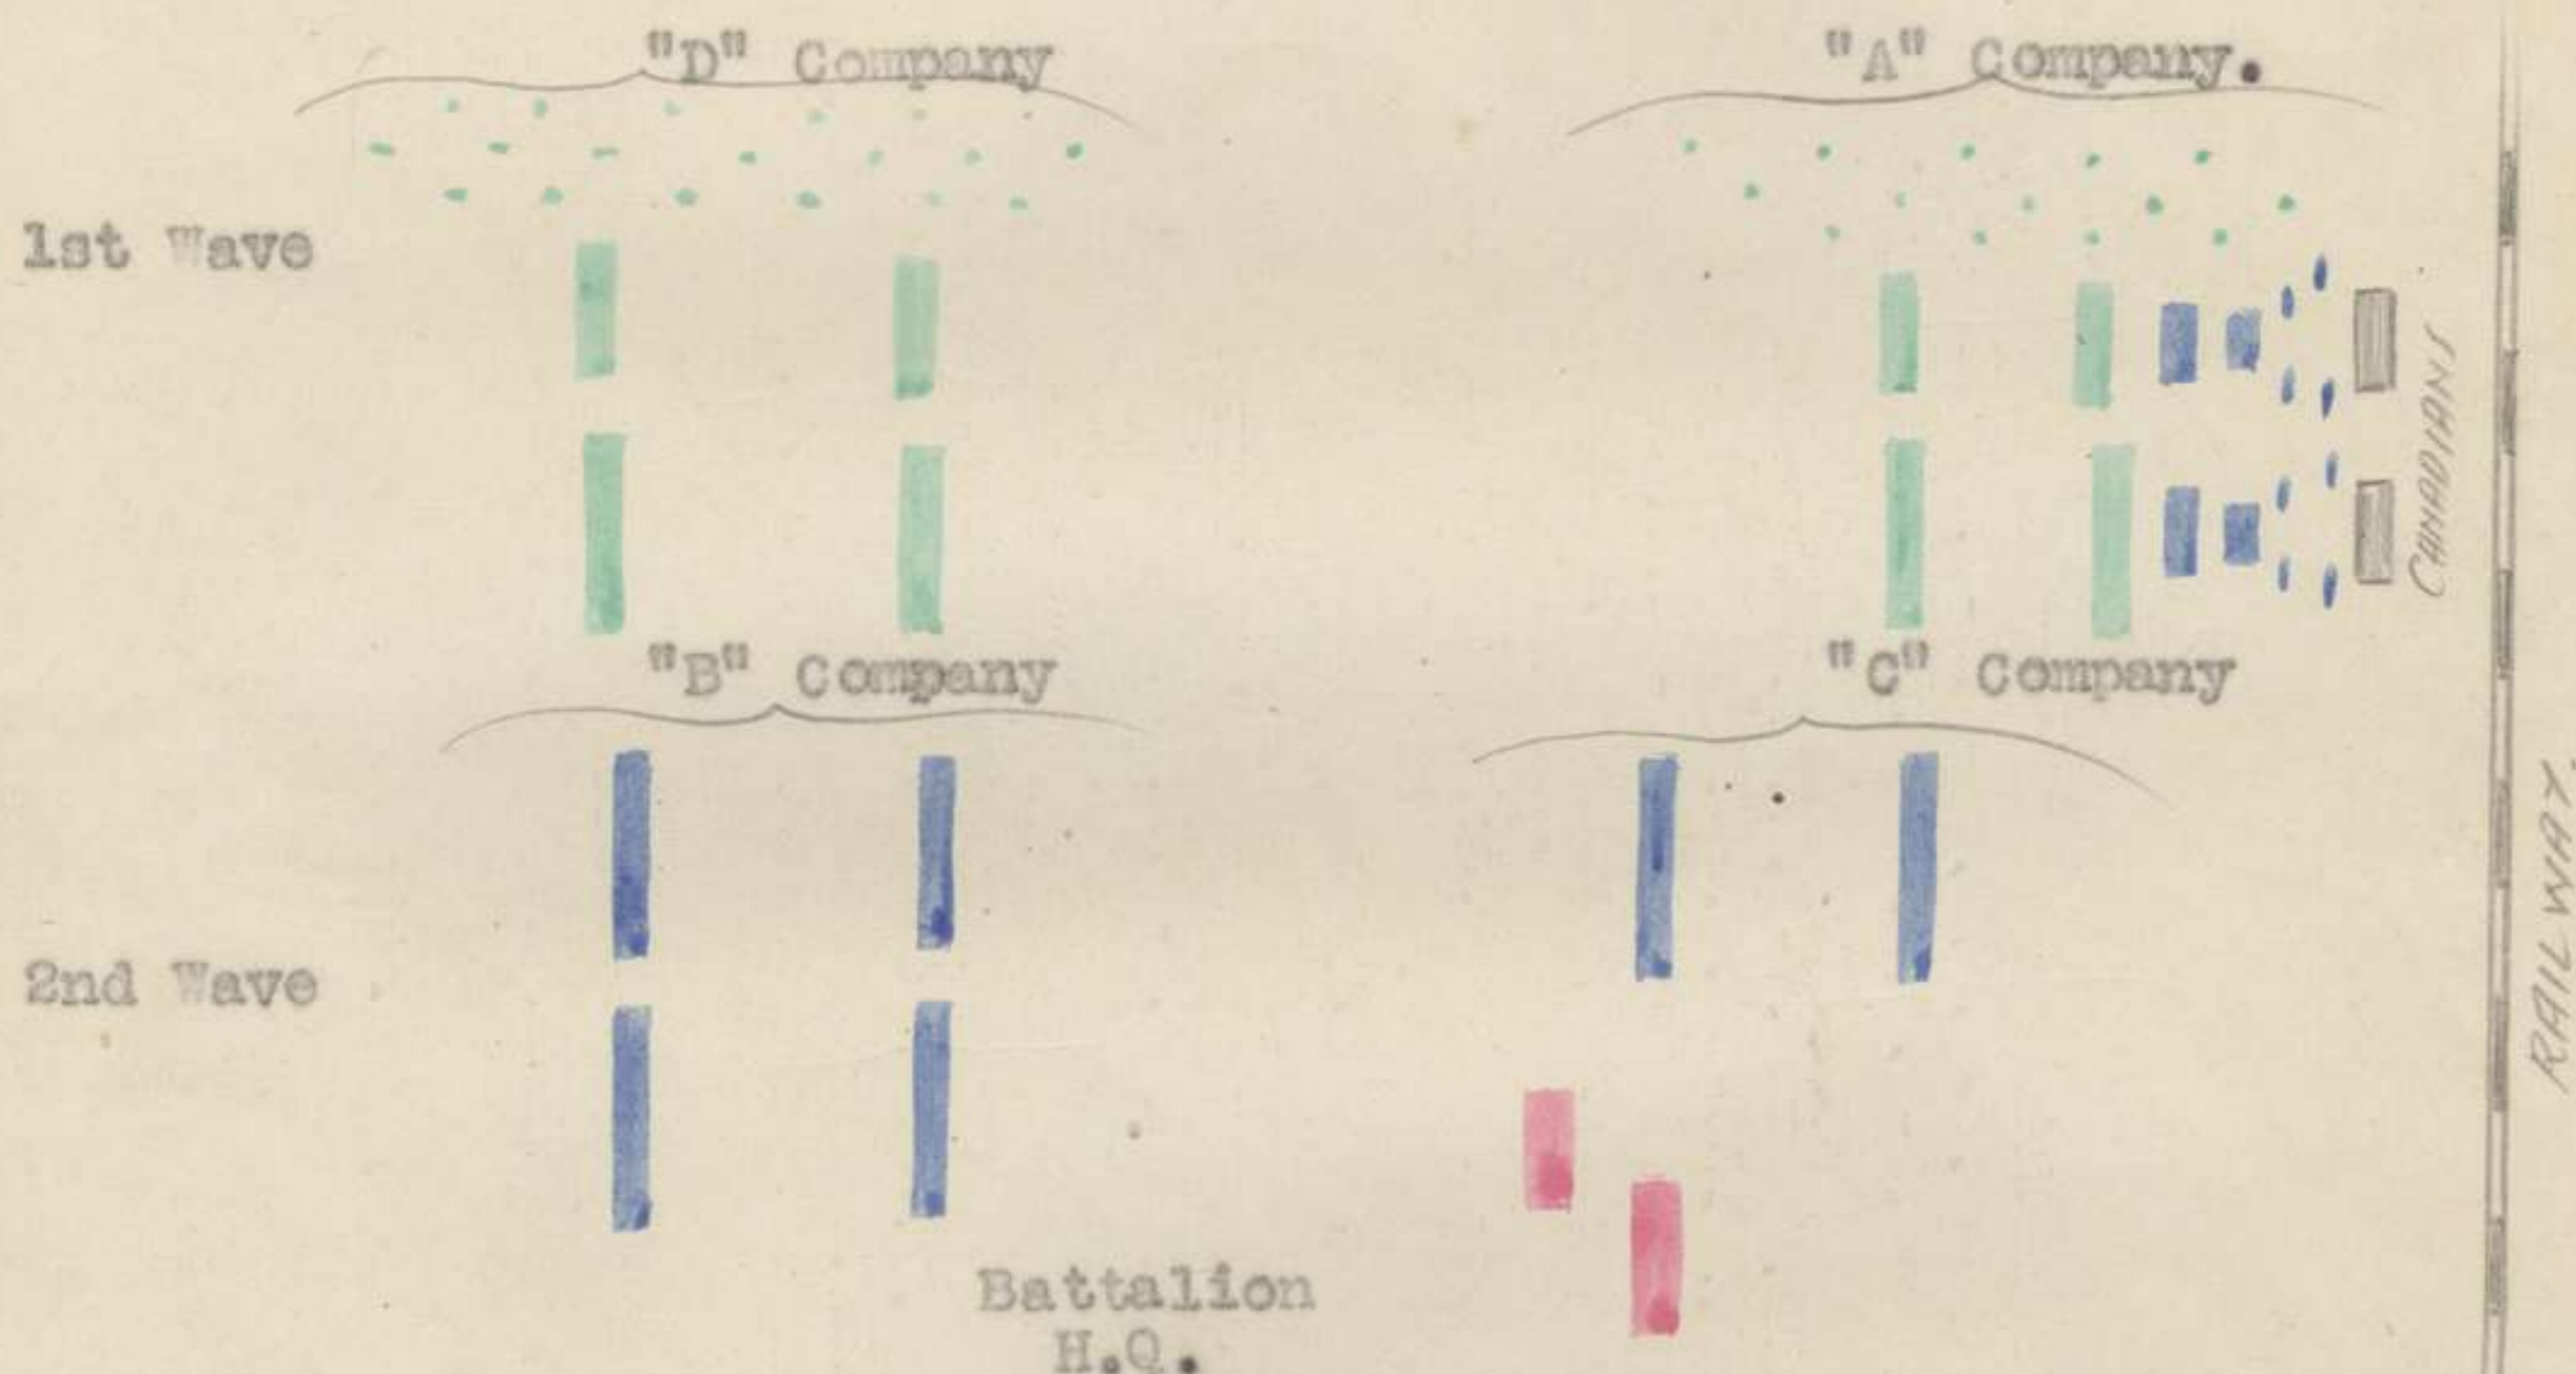 "D" Company
"A" Company.
1st Wave
CANADIANS
"B" Company
"C" Company
2nd Wave
RAILWAY.
Battalion
H.Q.